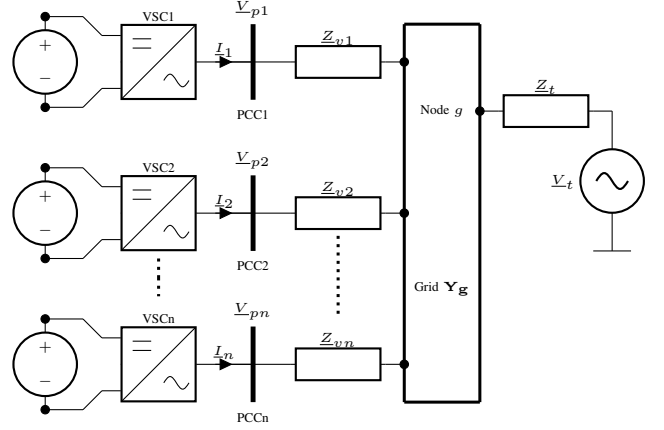 VSC1
V_p1
I_1
Z_v1
PCC1
Node g
Z_t
V_t
VSC2
V_p2
I_2
Z_v2
PCC2
Grid Y_g
VSCn
V_pn
I_n
Z_vn
PCCn